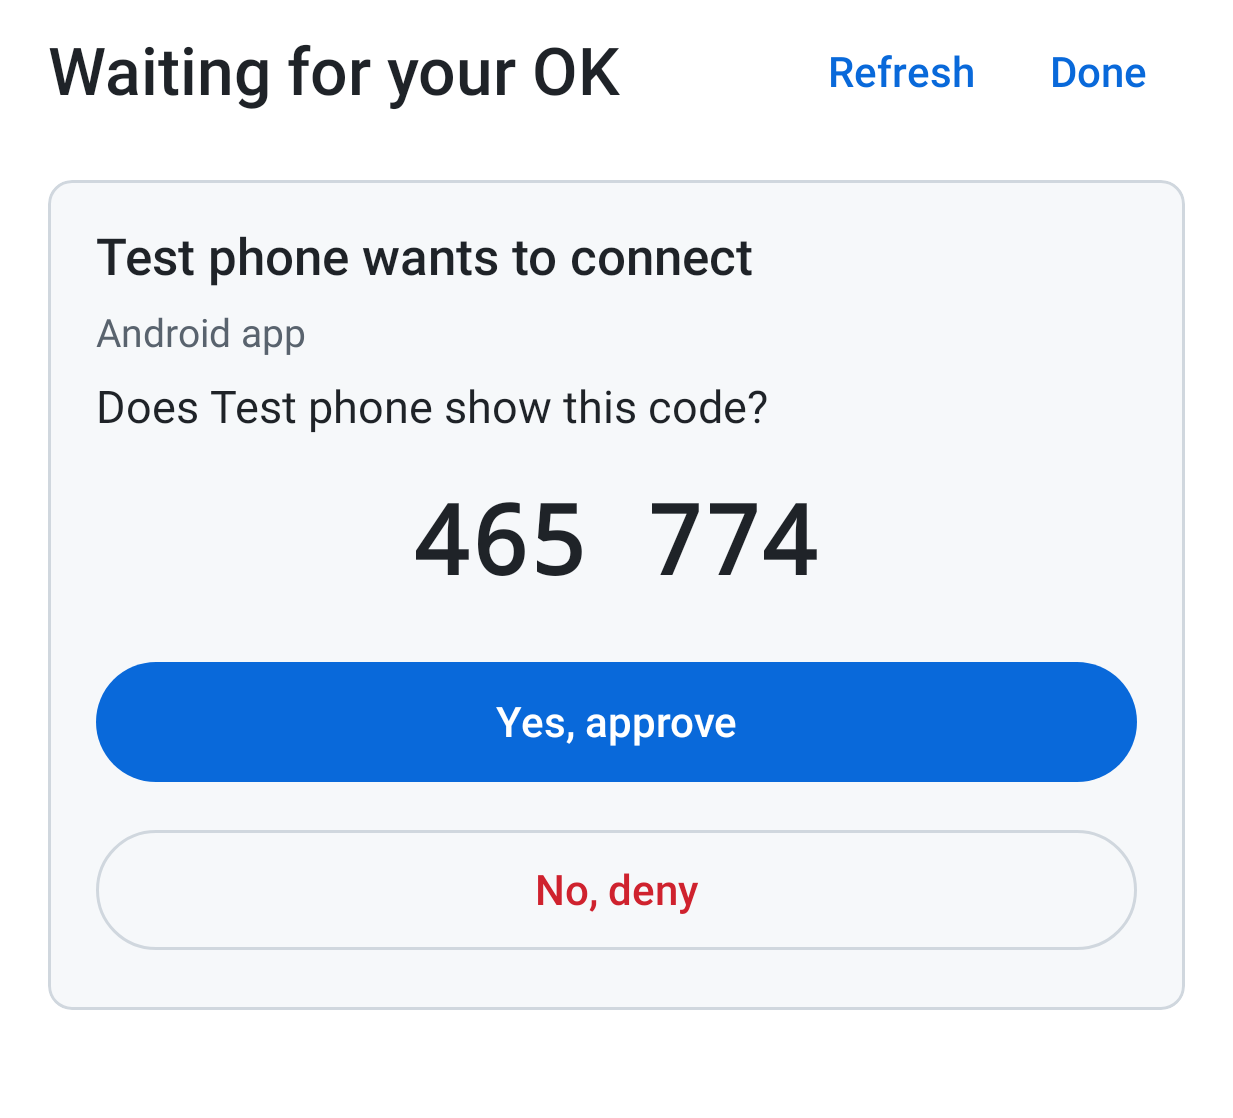 Waiting for your OK
Refresh
Done
Test phone wants to connect
Android app
Does Test phone show this code?
465 774
Yes, approve
No, deny